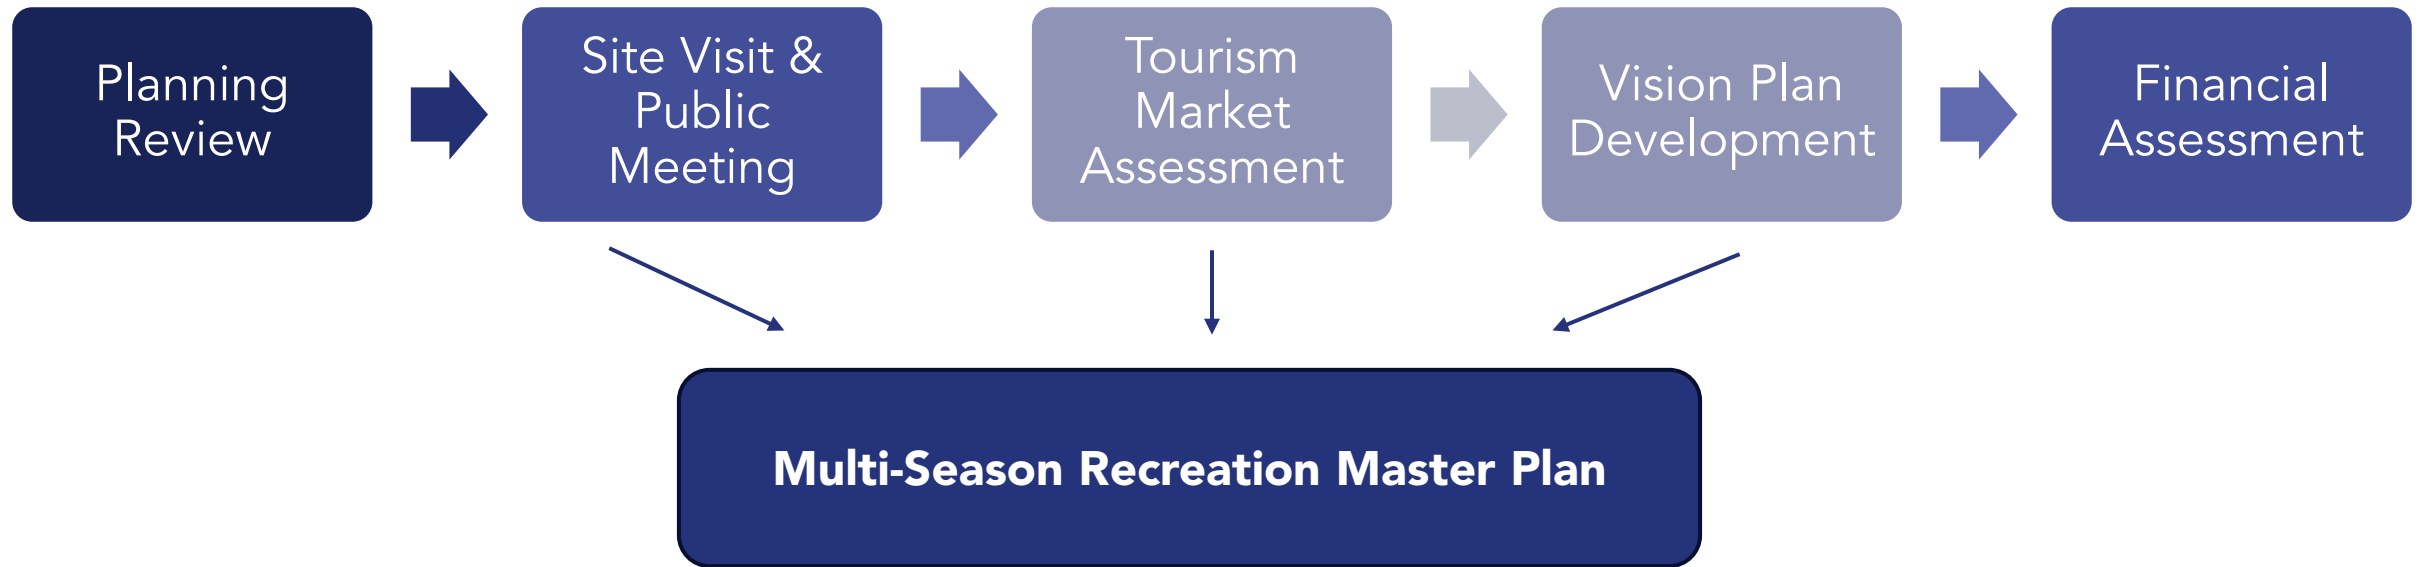 Planning
Review
Site Visit &
Public
Meeting
Tourism
Market
Assessment
Vision Plan
Development
Financial
Assessment
Multi-Season Recreation Master Plan